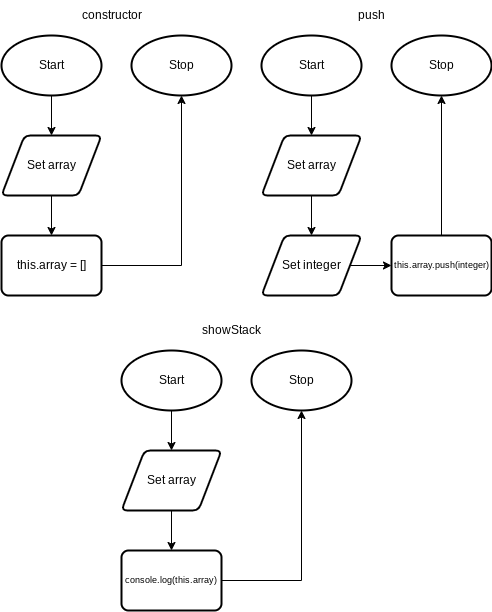 constructor
push
Start
Stop
Start
Stop
Set array
Set array
this.array = []
Set integer
this.array.push(integer)
showStack
Start
Stop
Set array
console.log(this.array)